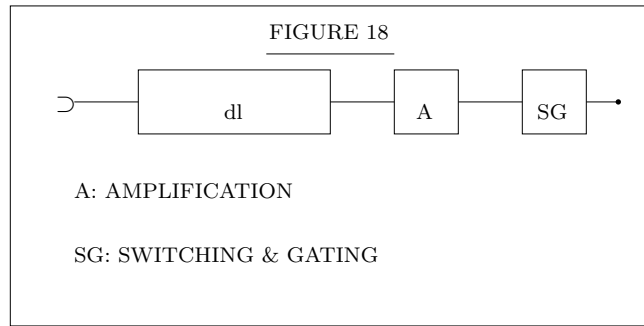 FIGURE 18
dl A SG
A: AMPLIFICATION
SG: SWITCHING & GATING